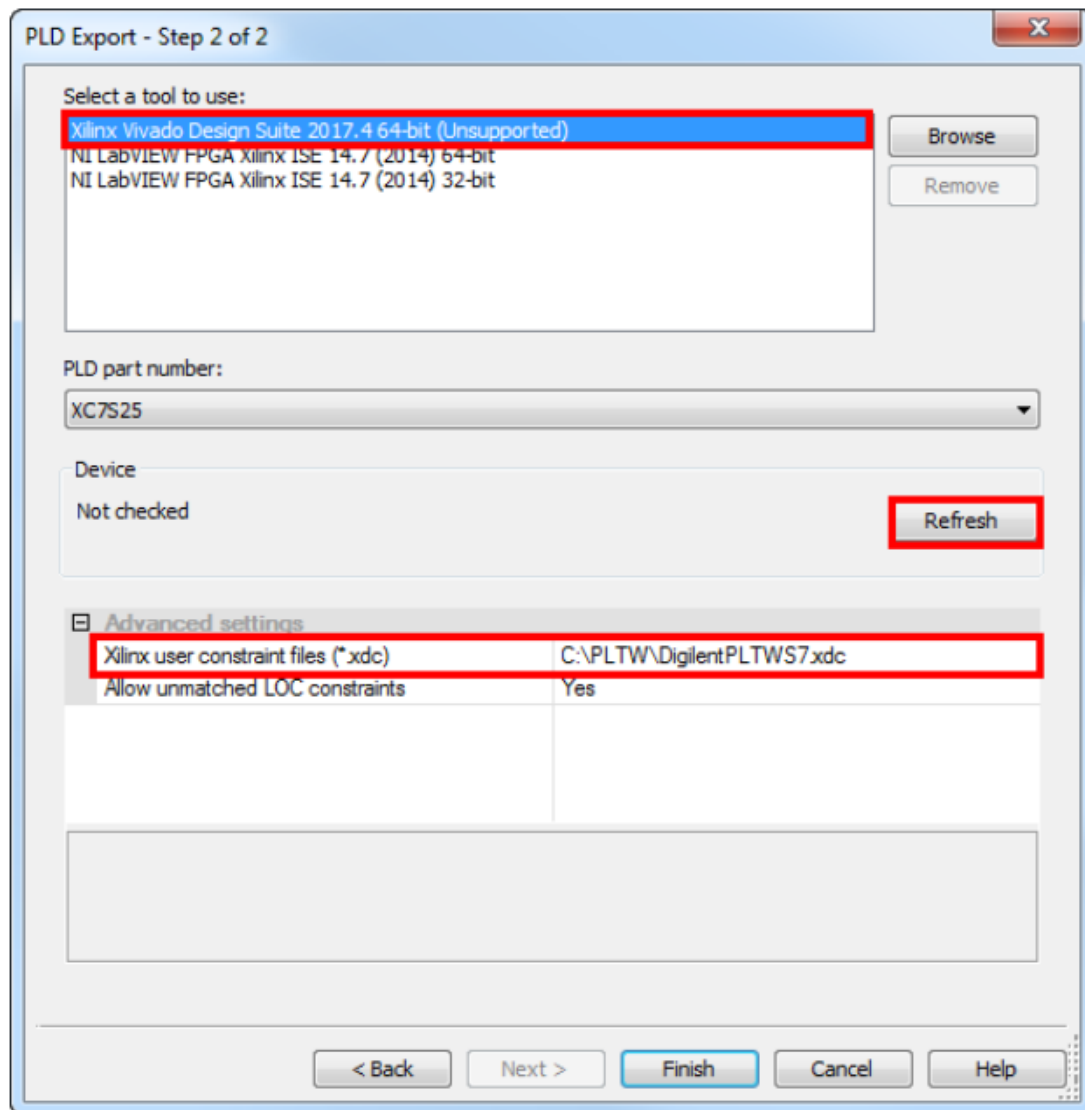 PLD Export - Step 2 of 2
Select a tool to use:
Xilinx Vivado Design Suite 2017.4 64-bit (Unsupported)
Browse
NI LabVIEW FPGA Xilinx ISE 14.7 (2014) 64-bit
NI LabVIEW FPGA Xilinx ISE 14.7 (2014) 32-bit
Remove
PLD part number:
XC7S25
Device
Not checked
Refresh
Advanced settings
Xilinx user constraint files (*.xdc) C:\PLTW\DigilentPLTWS7.xdc
Allow unmatched LOC constraints Yes
< Back Next > Finish Cancel Help